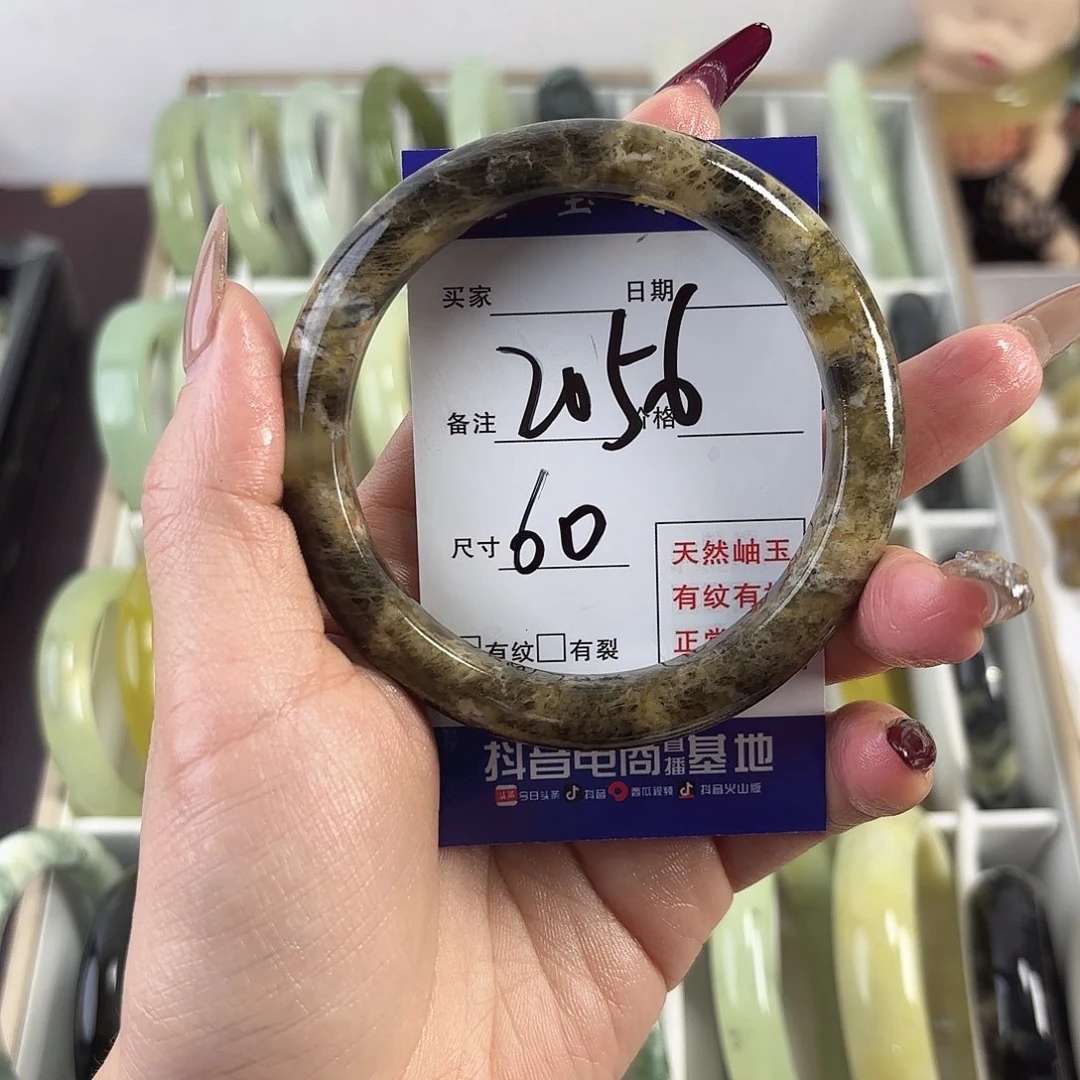 买家 日期
2056
备注 价格
尺寸 60
天然岫玉
有纹有
正常
有纹 有裂
抖音电商直播基地
今日头条 抖音 西瓜视频 抖音火山版